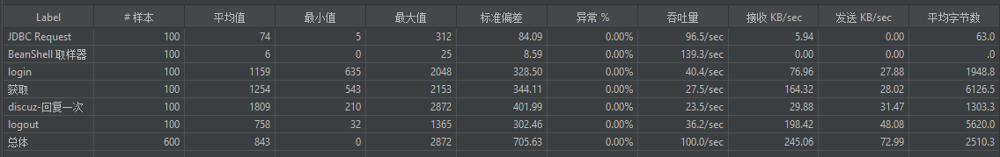 Label # 样本 平均值 最小值 最大值 标准偏差 异常 % 吞吐量 接收 KB/sec 发送 KB/sec 平均字节数
JDBC Request 100 74 5 312 84.09 0.00% 96.5/sec 5.94 0.00 63.0
BeanShell 取样器 100 6 0 25 8.59 0.00% 139.3/sec 0.00 0.00 .0
login 100 1159 635 2048 328.50 0.00% 40.4/sec 76.96 27.88 1948.8
获取 100 1254 543 2153 344.11 0.00% 27.5/sec 164.32 28.02 6126.5
discuz-回复一次 100 1809 210 2872 401.99 0.00% 23.5/sec 29.88 31.47 1303.3
logout 100 758 32 1365 302.46 0.00% 36.2/sec 198.42 48.08 5620.0
总体 600 843 0 2872 705.63 0.00% 100.0/sec 245.06 72.99 2510.3